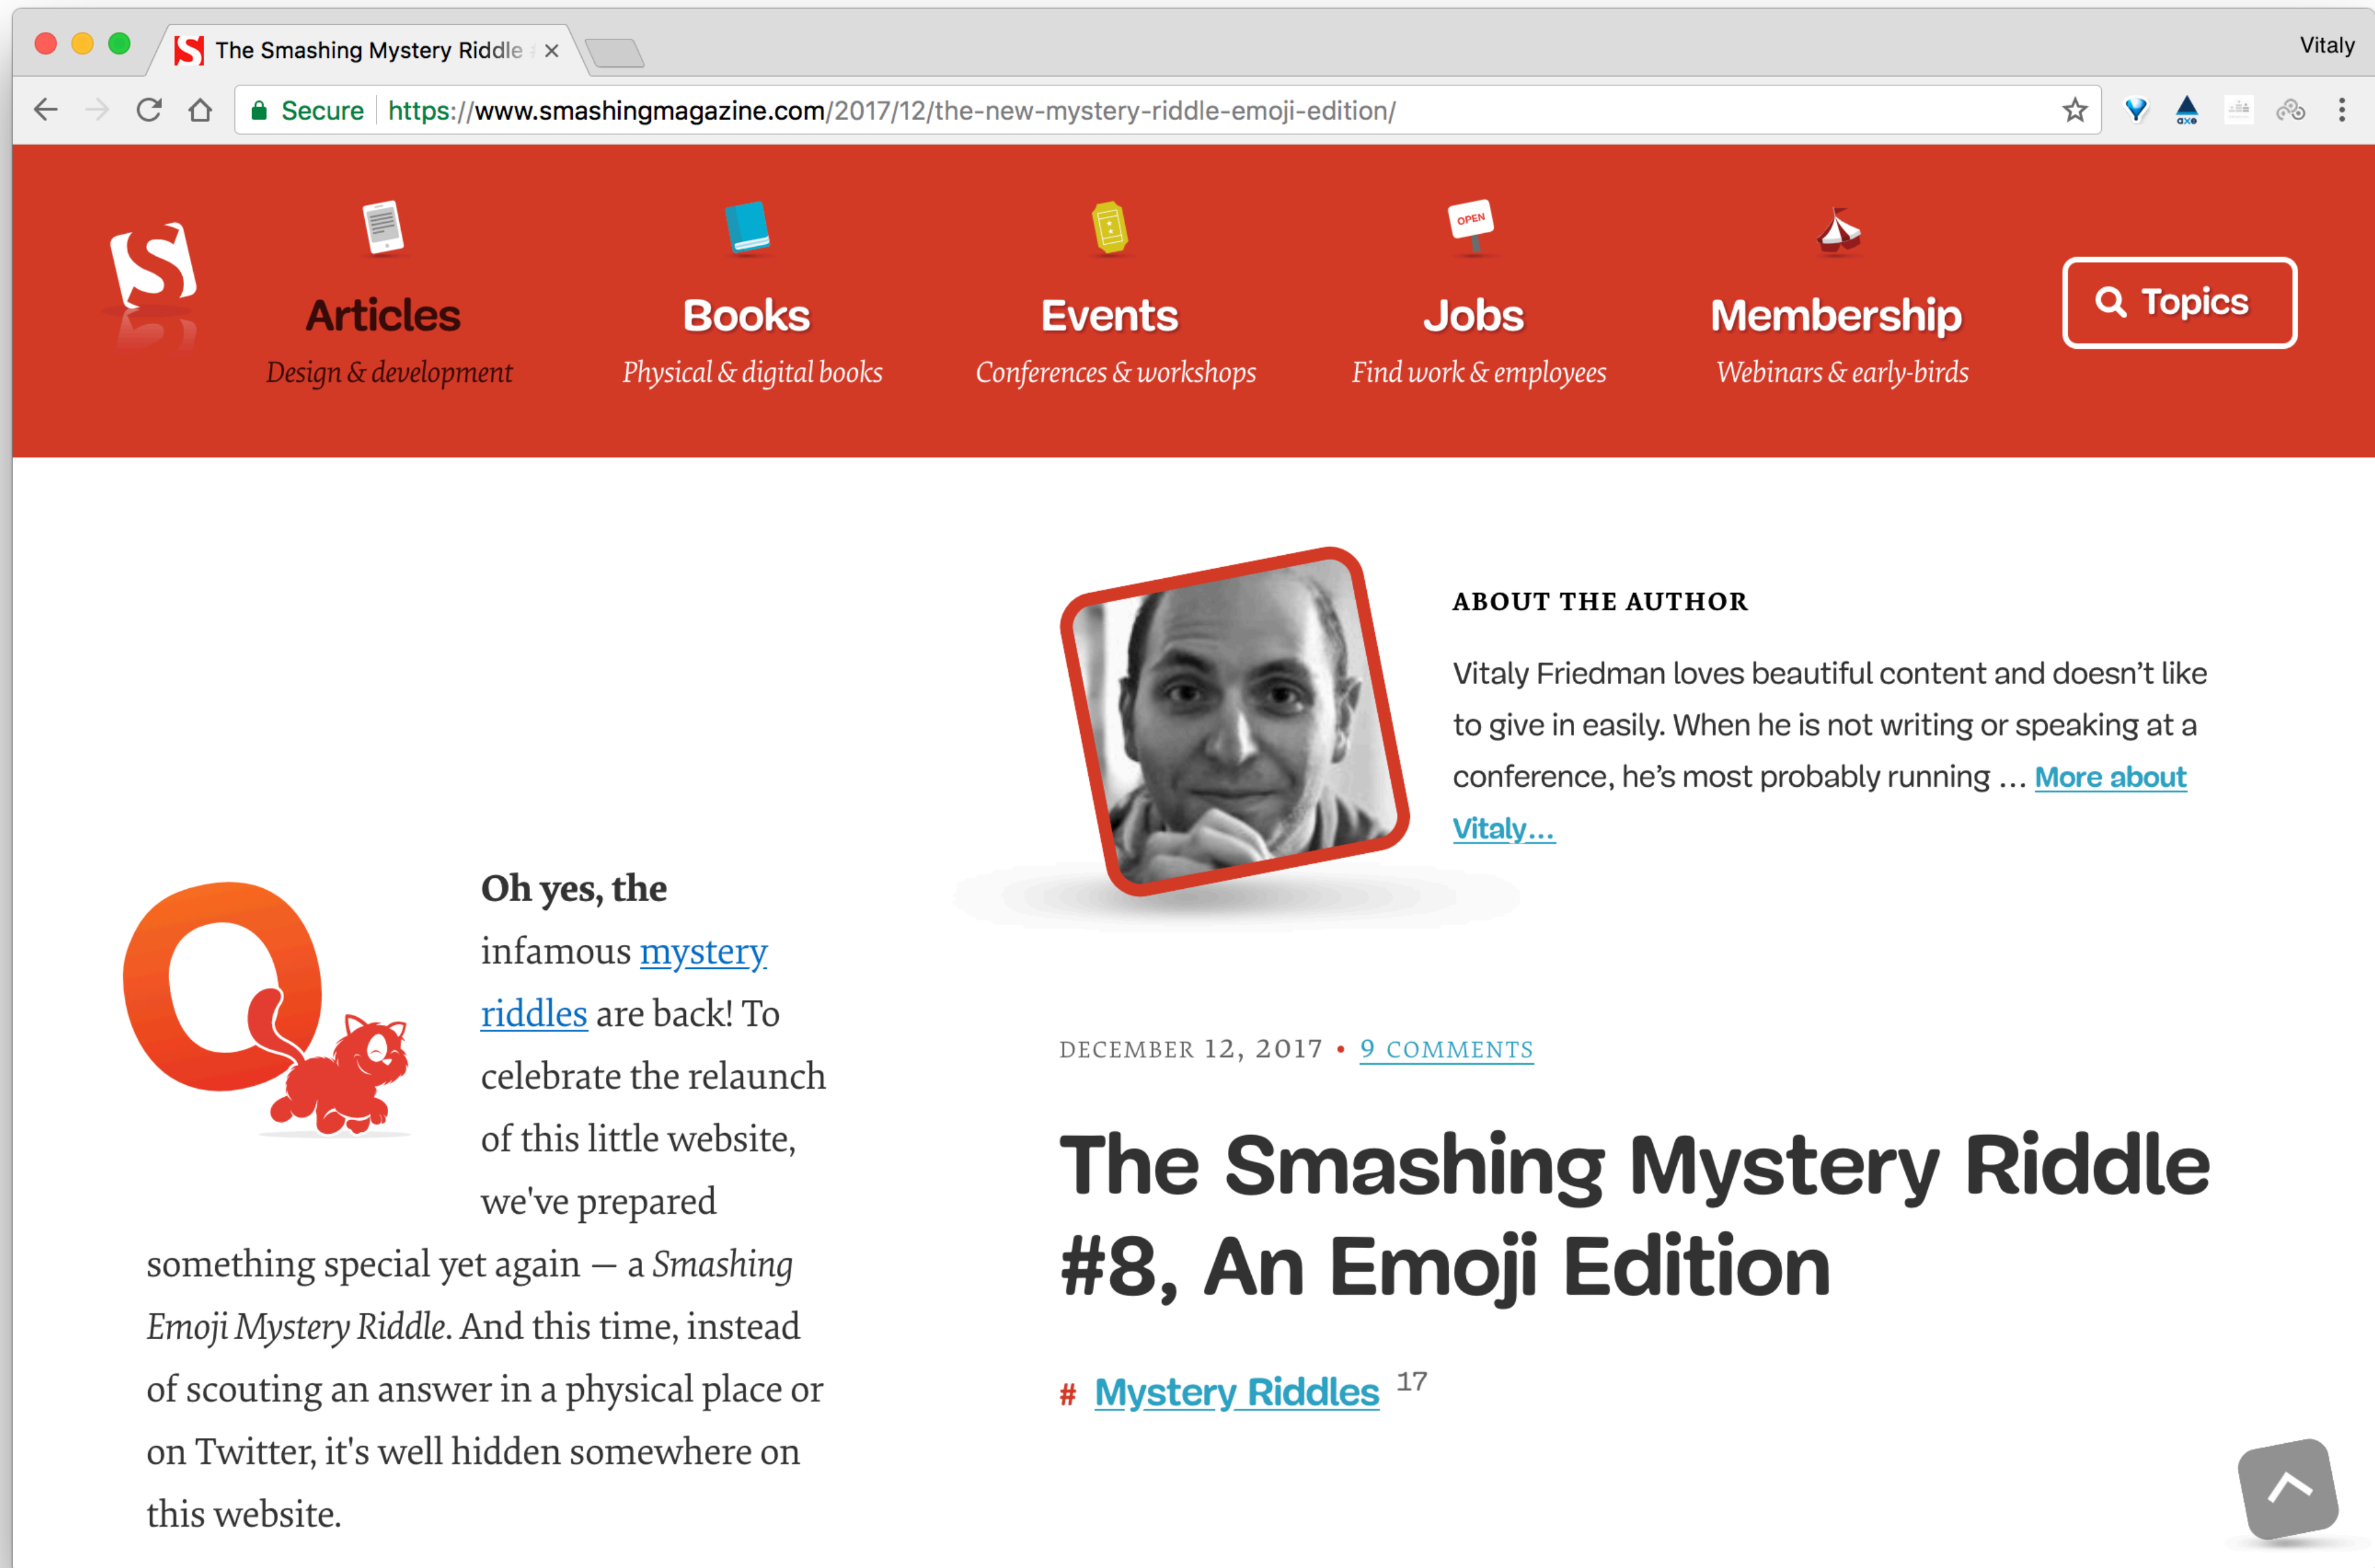 The Smashing Mystery Riddle
Vitaly
Secure
https://www.smashingmagazine.com/2017/12/the-new-mystery-riddle-emoji-edition/
axe
S
Articles
Design & development
Books
Physical & digital books
Events
Conferences & workshops
OPEN
Jobs
Find work & employees
Membership
Webinars & early-birds
Topics
ABOUT THE AUTHOR
Vitaly Friedman loves beautiful content and doesn’t like
to give in easily. When he is not writing or speaking at a
conference, he’s most probably running … More about
Vitaly…
DECEMBER 12, 2017 • 9 COMMENTS
The Smashing Mystery Riddle
#8, An Emoji Edition
# Mystery Riddles 17
Oh yes, the
infamous mystery
riddles are back! To
celebrate the relaunch
of this little website,
we've prepared
something special yet again — a Smashing
Emoji Mystery Riddle. And this time, instead
of scouting an answer in a physical place or
on Twitter, it's well hidden somewhere on
this website.